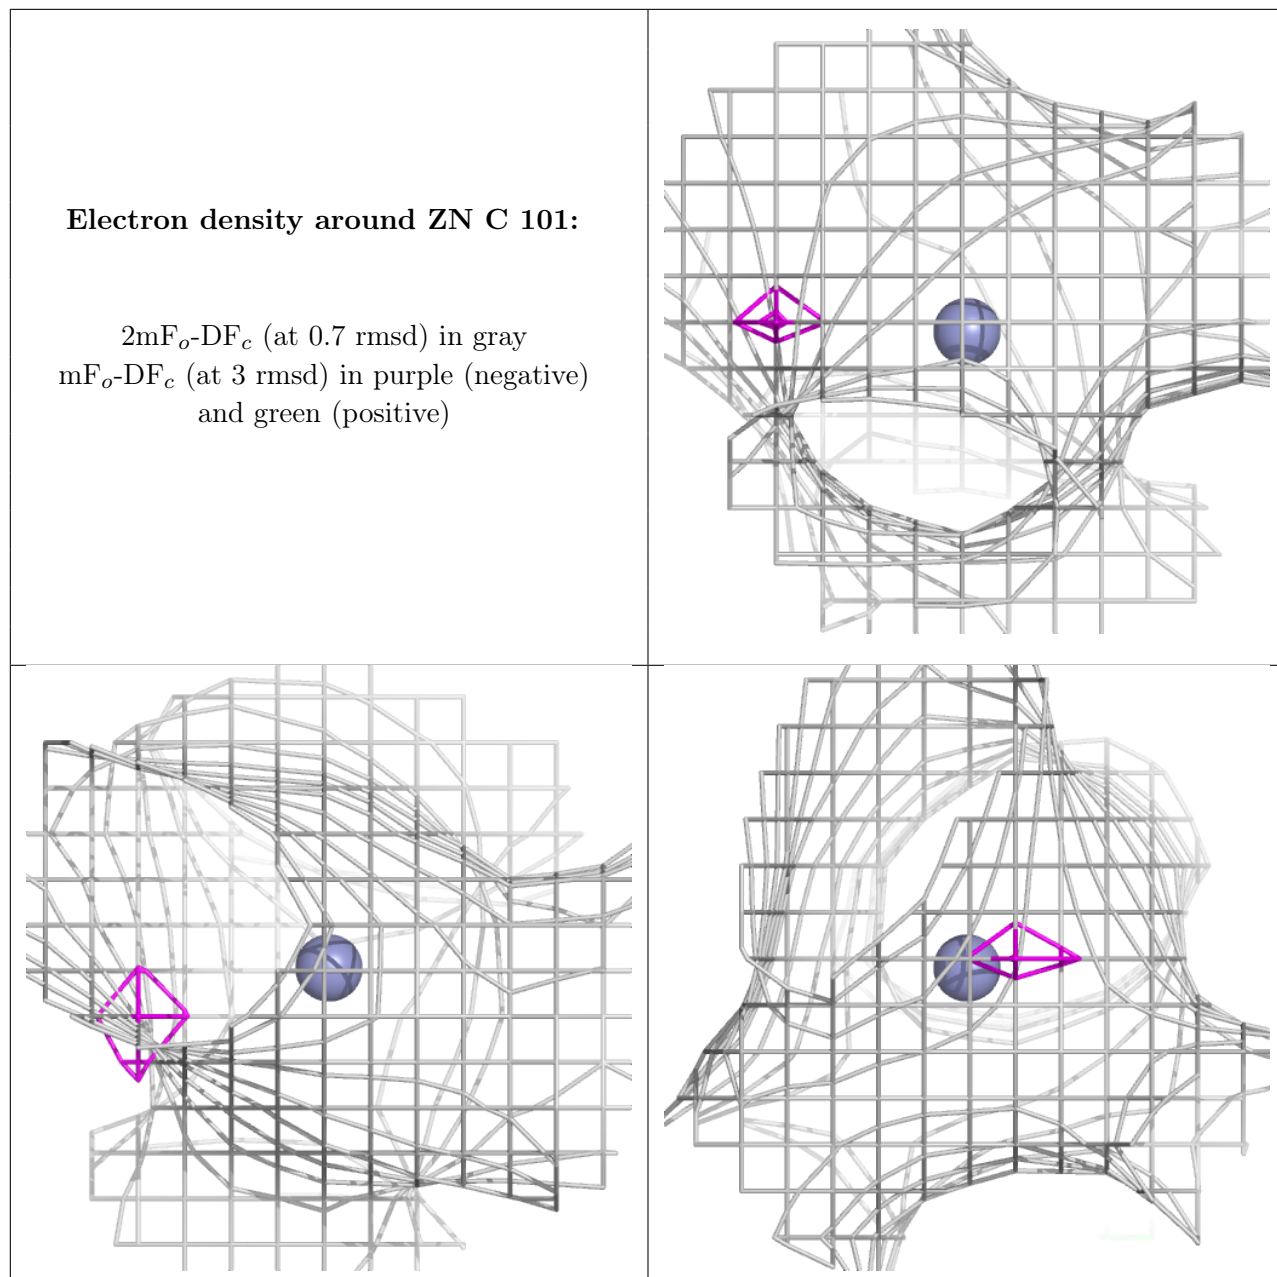 Electron density around ZN C 101:
2mFo-DFc (at 0.7 rmsd) in gray
mFo-DFc (at 3 rmsd) in purple (negative)
and green (positive)